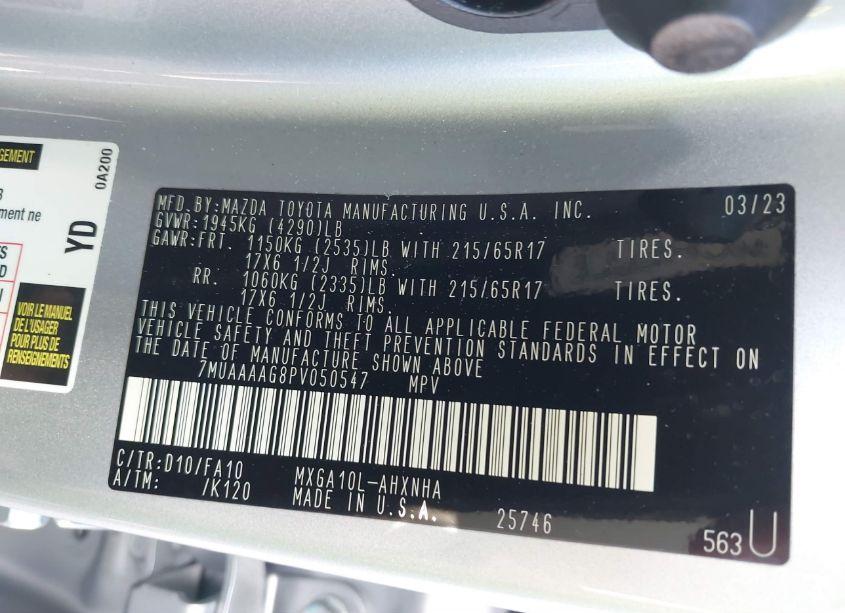 GEMENT
0A200
ment ne
YD
VOIR LE MANUEL
DE L'USAGER
POUR PLUS DE
RENSEIGNEMENTS
MFD. BY:MAZDA TOYOTA MANUFACTURING U.S.A. INC. 03/23
GVWR:1945KG (4290)LB
GAWR:FRT. 1150KG (2535)LB WITH 215/65R17 TIRES.
17X6 1/2J RIMS.
RR. 1060KG (2335)LB WITH 215/65R17 TIRES.
17X6 1/2J RIMS.
THIS VEHICLE CONFORMS TO ALL APPLICABLE FEDERAL MOTOR
VEHICLE SAFETY AND THEFT PREVENTION STANDARDS IN EFFECT ON
THE DATE OF MANUFACTURE SHOWN ABOVE
7MUAAAAG8PV050547 MPV
C/TR:D10/FA10 MXGA10L-AHXNHA
A/TM: /K120 MADE IN U.S.A. 25746
563 U